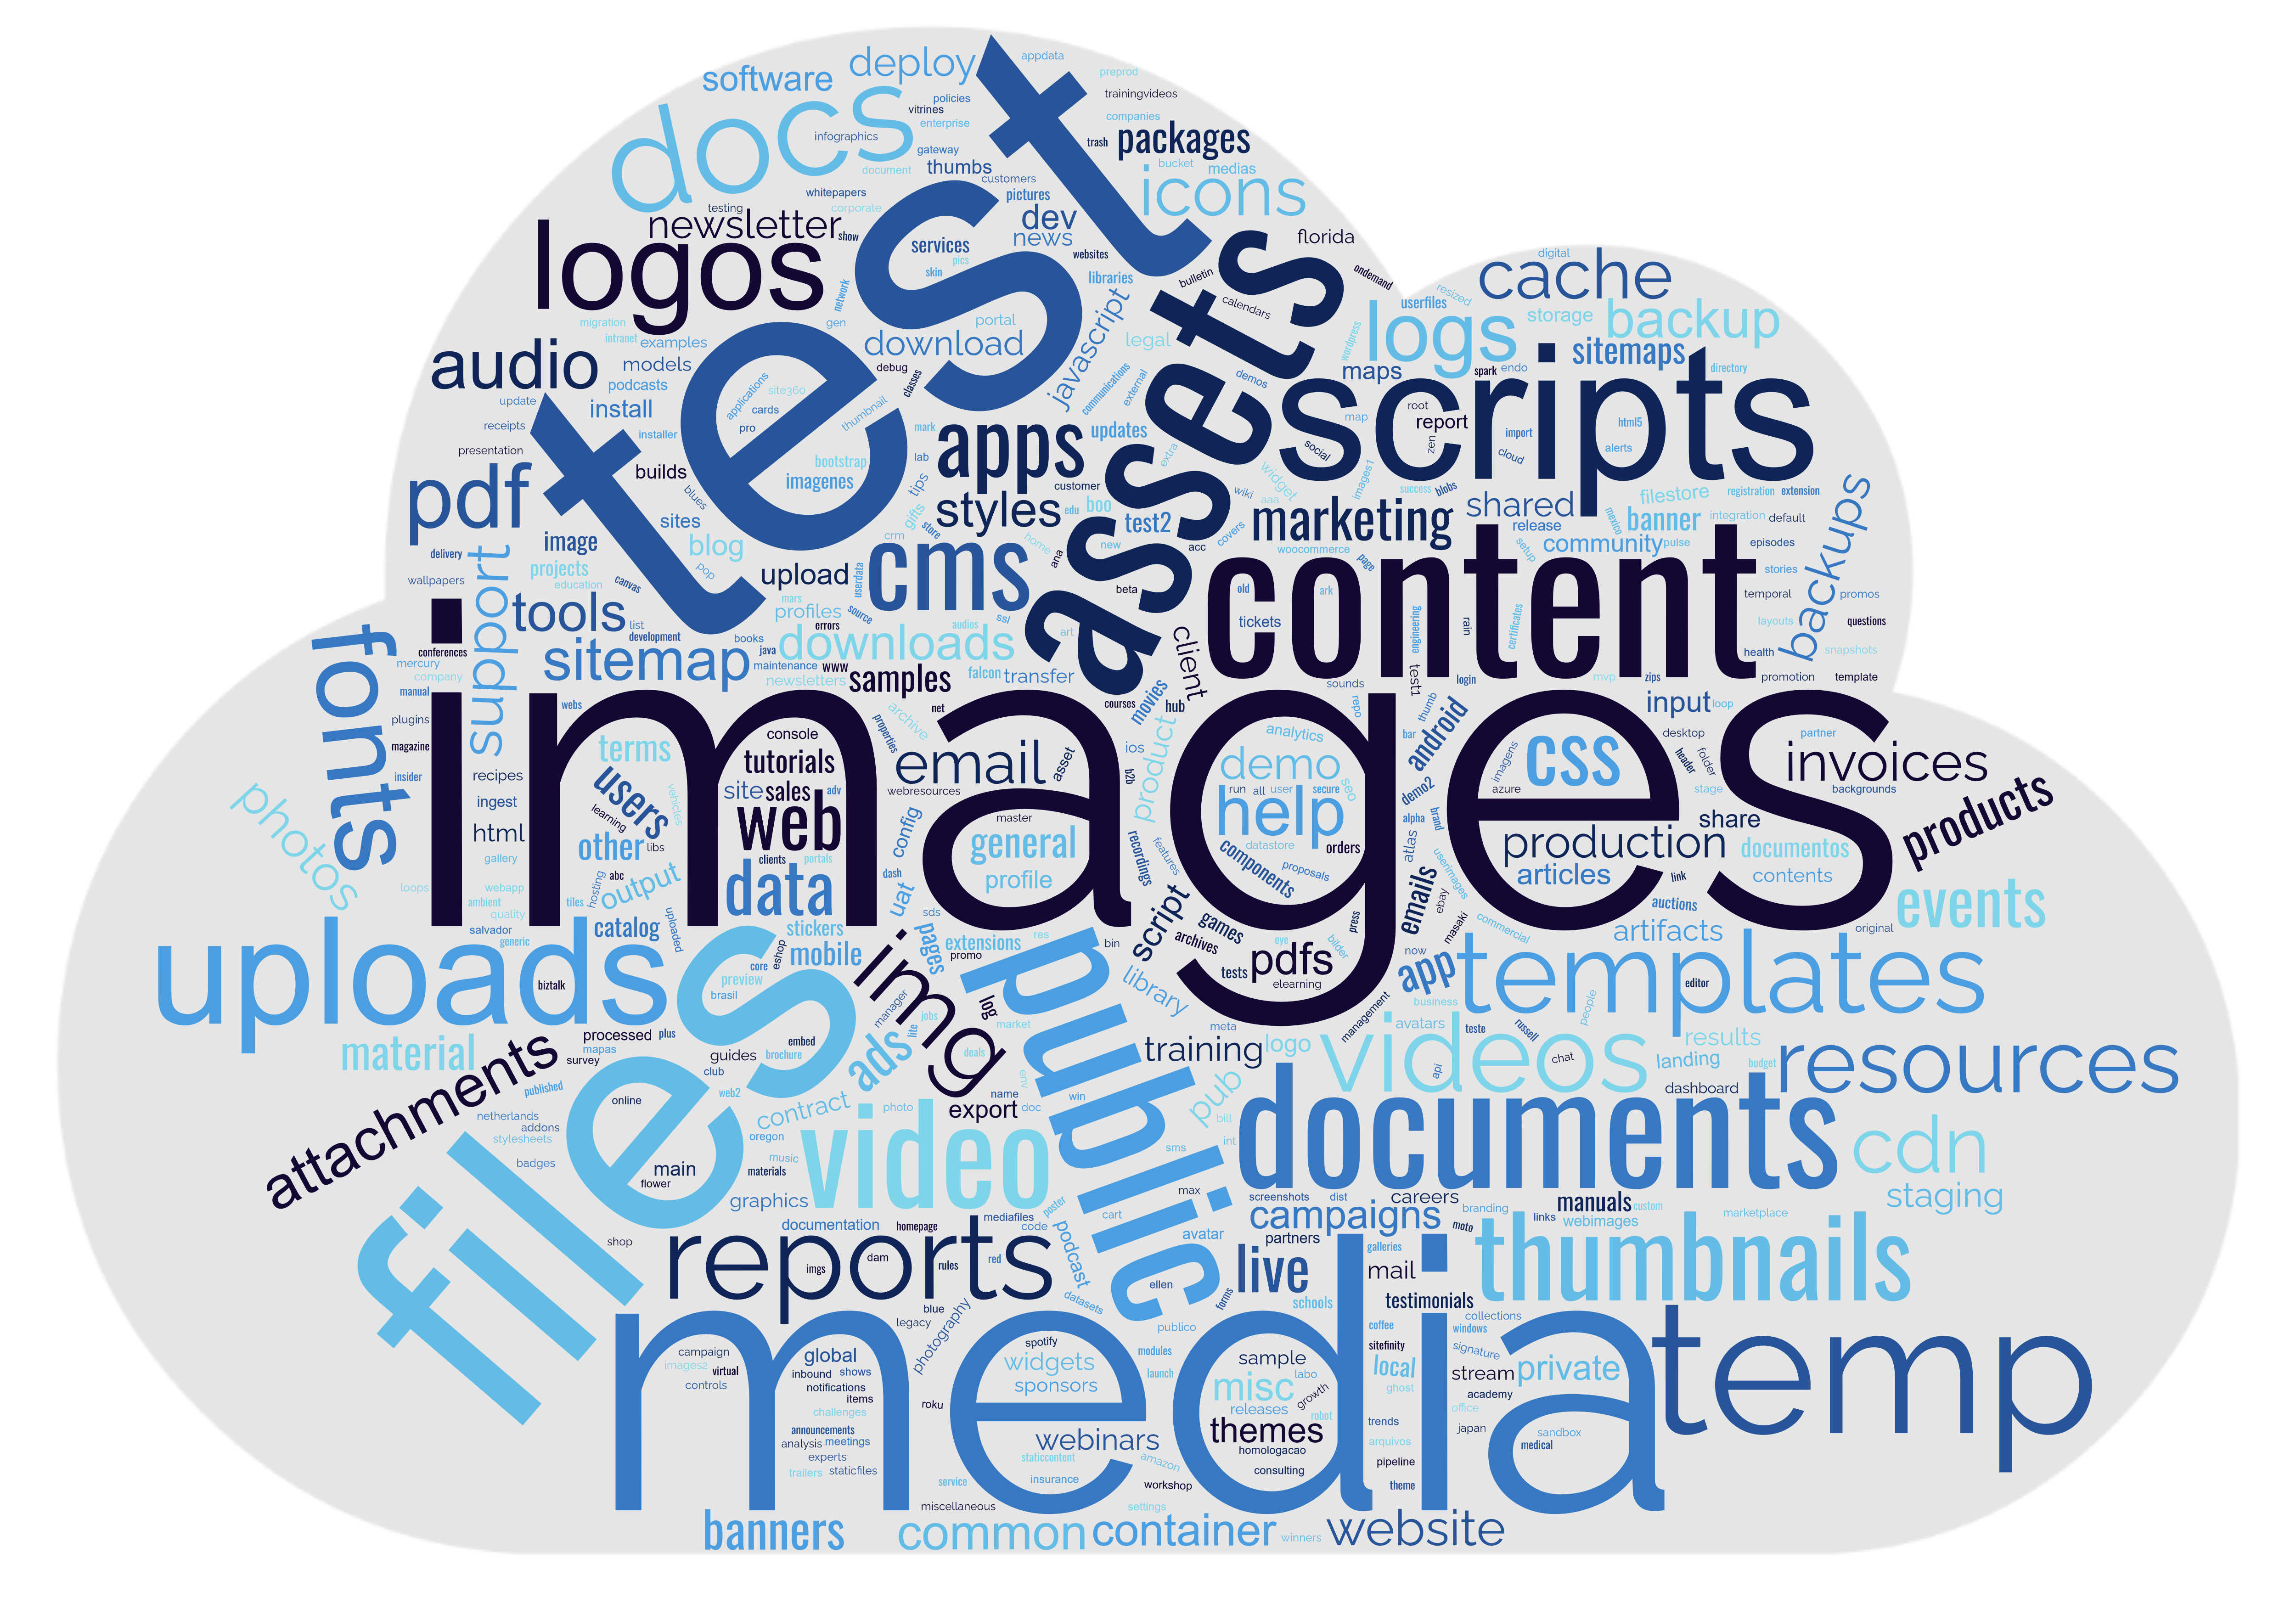 appdata
software
deploy
preprod
trainingvideos
docs
policies
vitrines
enterprise
infographics
companies
test
packages
trash
gateway
document
thumbs
bucket
medias
customers
whitepapers
pictures
icons
testing
corporate
newsletter
show
dev
news
services
websites
florida
logos
skin
pics
libraries
bulletin
ondemand
calendars
assets
digital
cache
userfiles
resized
network
gen
migration
intranet
examples
portal
download
javascript
legal
wordpress
logs
storage
backup
sitemaps
audio
models
podcasts
debug
classes
communications
external
demos
maps
spark
endo
directory
update
install
applications
site360
cards
thumbnail
pro
receipts
installer
mark
apps
updates
map
root
report
scripts
import
html5
presentation
builds
bootstrap
imagenes
lab
tips
extra
social
zen
cloud
alerts
pdf
blues
customer
widget
images1
success
blobs
styles
edu
boo
test2
wiki
aaa
marketing
shared
filestore
registration
extension
gifts
store
sites
blog
crm
home
new
covers
release
mexico
banner
integration
default
backups
delivery
image
support
projects
education
canvas
pop
upload
userdata
cms
ana
acc
woocommerce
page
setup
community
pulse
episodes
wallpapers
beta
old
ark
content
stories
fonts
tools
list
mars
profiles
source
ssl
errors
development
books
audios
art
tickets
engineering
rain
certificates
temporal
promos
layouts
questions
conferences
mercury
company
sitemap
java
downloads
maintenance
www
client
health
snapshots
manual
newsletters
samples
falcon
transfer
sounds
test1
login
mvp
zips
promotion
template
images
webs
net
courses
movies
hub
repo
thumb
input
loop
plugins
archive
properties
console
analytics
bar
android
desktop
partner
magazine
terms
tutorials
email
asset
ios
b2b
product
demo
imagens
css
header
folder
invoices
insider
recipes
users
vehicles
site
sales
adv
webresources
run
all
user
secure
seo
demo2
azure
stage
backgrounds
photos
ingest
learning
web
master
help
alpha
brand
share
products
html
other
libs
config
general
recordings
features
datastore
orders
atlas
production
documentos
gallery
clients
portals
components
proposals
userimages
articles
link
contents
loops
webapp
hosting
abc
output
data
dash
profile
emails
ebay
auctions
events
ambient
quality
tiles
uploaded
uat
sds
script
games
press
masaki
commercial
salvador
generic
catalog
stickers
pages
extensions
res
bin
archives
eye
bilder
now
artifacts
original
uploads
core
eshop
mobile
promo
pdfs
tests
elearning
app
templates
editor
biztalk
files
preview
brasil
img
manager
log
public
library
management
business
people
processed
plus
jobs
lite
market
meta
avatars
teste
russell
results
material
mapas
survey
guides
embed
brochure
ads
deals
training
logo
videos
chat
landing
budget
resources
attachments
published
club
web2
env
name
win
pub
api
dashboard
online
netherlands
addons
stylesheets
contract
photo
export
doc
bill
documents
oregon
int
cdn
badges
main
flower
music
materials
video
sms
graphics
max
screenshots
dist
careers
manuals
custom
staging
documentation
homepage
mediafiles
code
poster
cart
campaigns
branding
links
webimages
marketplace
shop
reports
imgs
dam
rules
red
podcast
avatar
partners
moto
live
galleries
mail
thumbnails
datasets
ellen
forms
schools
testimonials
legacy
blue
photography
publico
coffee
collections
windows
media
temp
campaign
images2
virtual
controls
global
inbound
shows
notifications
items
spotify
widgets
sponsors
modules
launch
sample
misc
labo
growth
releases
robot
sitefinity
local
ghost
signature
stream
private
academy
roku
challenges
themes
trends
office
announcements
analysis
meetings
experts
trailers
staticfiles
webinars
staticcontent
amazon
homologacao
consulting
arquivos
japan
sandbox
medical
pipeline
service
insurance
workshop
theme
miscellaneous
settings
banners
common
container
winners
website